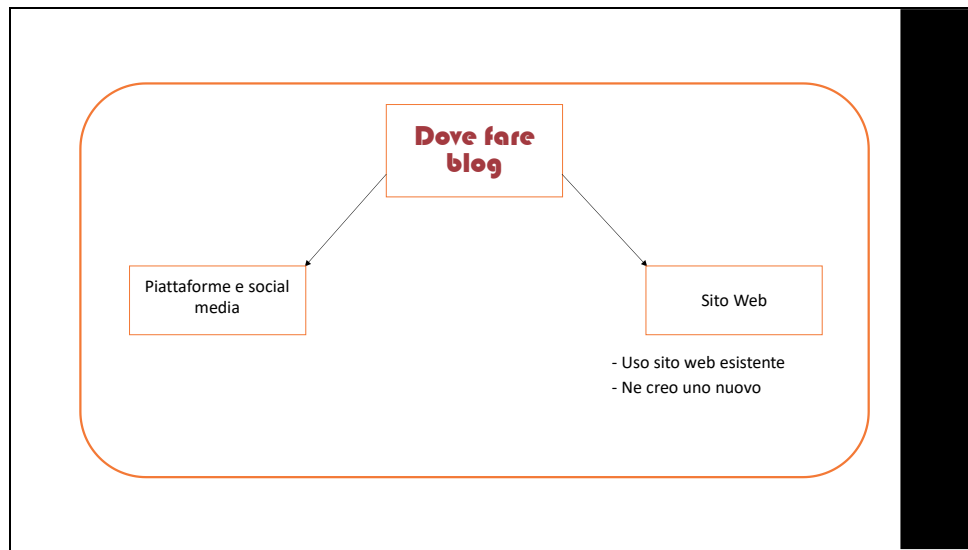 Dove fare
blog
Piattaforme e social
media
Sito Web
- Uso sito web esistente
- Ne creo uno nuovo